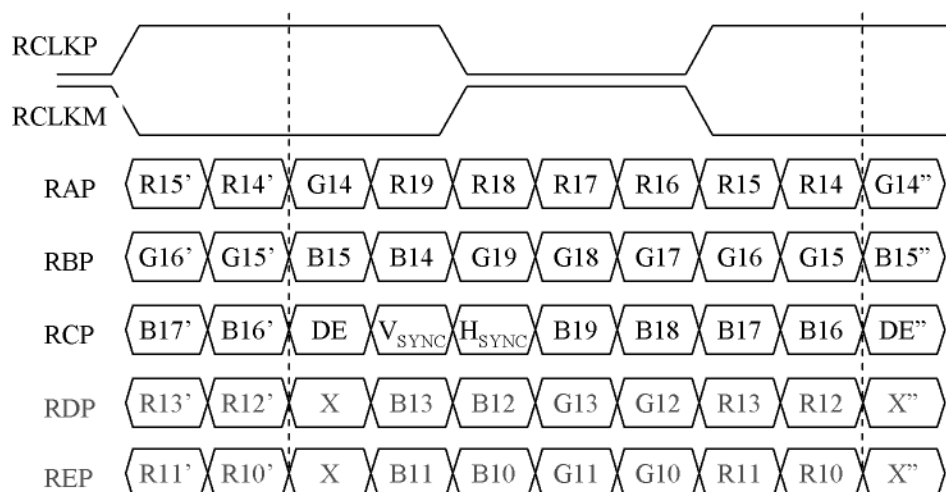 RCLKP
RCLKM
RAP R15’ R14’ G14 R19 R18 R17 R16 R15 R14 G14”
RBP G16’ G15’ B15 B14 G19 G18 G17 G16 G15 B15”
RCP B17’ B16’ DE VSYNC HSYNC B19 B18 B17 B16 DE”
RDP R13’ R12’ X B13 B12 G13 G12 R13 R12 X”
REP R11’ R10’ X B11 B10 G11 G10 R11 R10 X”